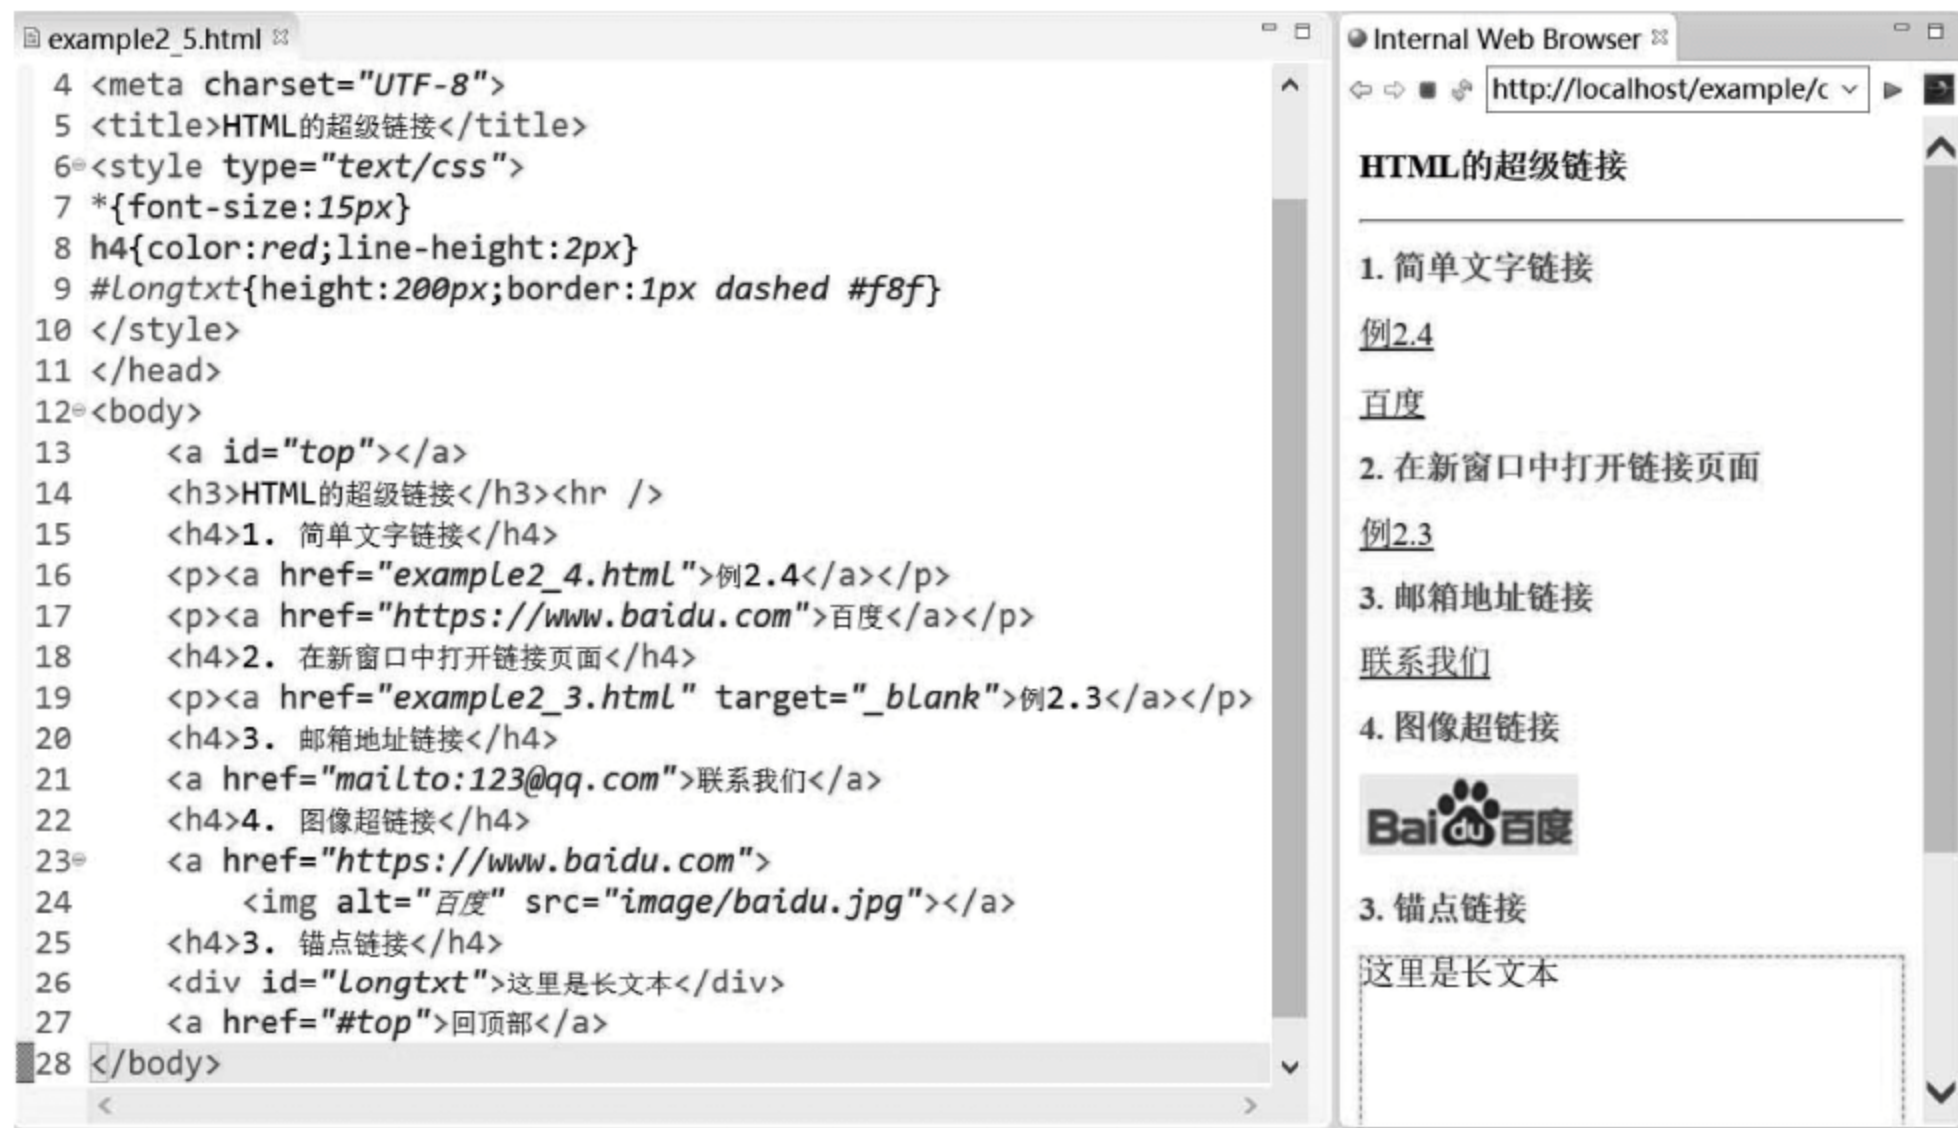 example2_5.html
4 <meta charset="UTF-8">
5 <title>HTML的超级链接</title>
6 <style type="text/css">
7 *{font-size:15px}
8 h4{color:red;line-height:2px}
9 #longtxt{height:200px;border:1px dashed #f8f}
10 </style>
11 </head>
12 <body>
13 <a id="top"></a>
14 <h3>HTML的超级链接</h3><hr />
15 <h4>1. 简单文字链接</h4>
16 <p><a href="example2_4.html">例2.4</a></p>
17 <p><a href="https://www.baidu.com">百度</a></p>
18 <h4>2. 在新窗口中打开链接页面</h4>
19 <p><a href="example2_3.html" target="_blank">例2.3</a></p>
20 <h4>3. 邮箱地址链接</h4>
21 <a href="mailto:123@qq.com">联系我们</a>
22 <h4>4. 图像超链接</h4>
23 <a href="https://www.baidu.com">
24 <img alt="百度" src="image/baidu.jpg"></a>
25 <h4>3. 锚点链接</h4>
26 <div id="longtxt">这里是长文本</div>
27 <a href="#top">回顶部</a>
28 </body>
Internal Web Browser
http://localhost/example/c
HTML的超级链接
1. 简单文字链接
例2.4
百度
2. 在新窗口中打开链接页面
例2.3
3. 邮箱地址链接
联系我们
4. 图像超链接
Bai du 百度
3. 锚点链接
这里是长文本